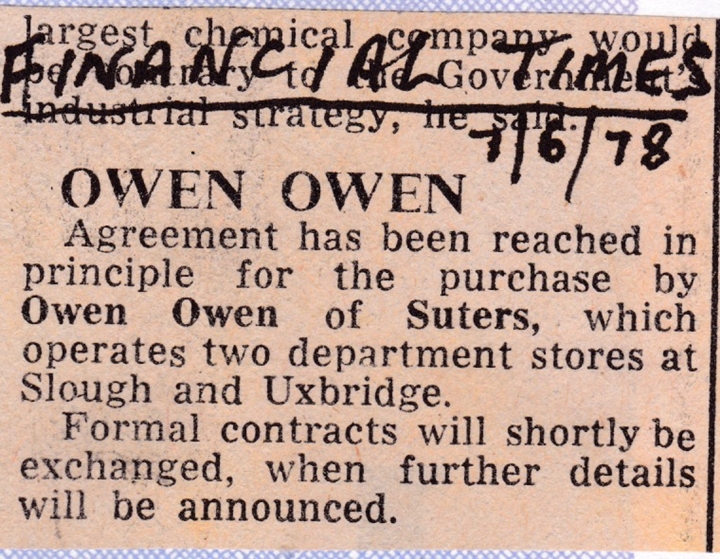 largest chemical company would
FINANCIAL TIMES
be contrary to the Government's
industrial strategy, he said.
7/6/78
OWEN OWEN
Agreement has been reached in
principle for the purchase by
Owen Owen of Suters, which
operates two department stores at
Slough and Uxbridge.
Formal contracts will shortly be
exchanged, when further details
will be announced.